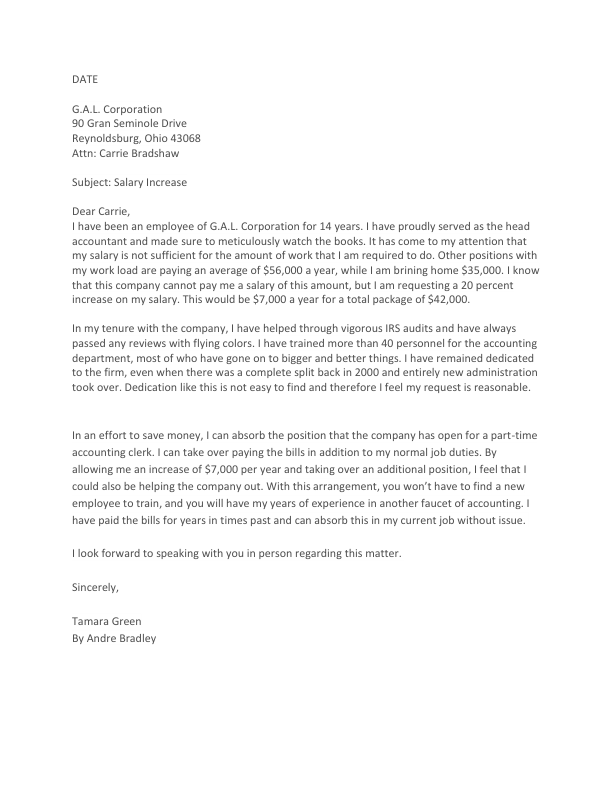 DATE
G.A.L. Corporation
90 Gran Seminole Drive
Reynoldsburg, Ohio 43068
Attn: Carrie Bradshaw
Subject: Salary Increase
Dear Carrie,
I have been an employee of G.A.L. Corporation for 14 years. I have proudly served as the head
accountant and made sure to meticulously watch the books. It has come to my attention that
my salary is not sufficient for the amount of work that I am required to do. Other positions with
my work load are paying an average of $56,000 a year, while I am brining home $35,000. I know
that this company cannot pay me a salary of this amount, but I am requesting a 20 percent
increase on my salary. This would be $7,000 a year for a total package of $42,000.
In my tenure with the company, I have helped through vigorous IRS audits and have always
passed any reviews with flying colors. I have trained more than 40 personnel for the accounting
department, most of who have gone on to bigger and better things. I have remained dedicated
to the firm, even when there was a complete split back in 2000 and entirely new administration
took over. Dedication like this is not easy to find and therefore I feel my request is reasonable.
In an effort to save money, I can absorb the position that the company has open for a part-time
accounting clerk. I can take over paying the bills in addition to my normal job duties. By
allowing me an increase of $7,000 per year and taking over an additional position, I feel that I
could also be helping the company out. With this arrangement, you won’t have to find a new
employee to train, and you will have my years of experience in another faucet of accounting. I
have paid the bills for years in times past and can absorb this in my current job without issue.
I look forward to speaking with you in person regarding this matter.
Sincerely,
Tamara Green
By Andre Bradley